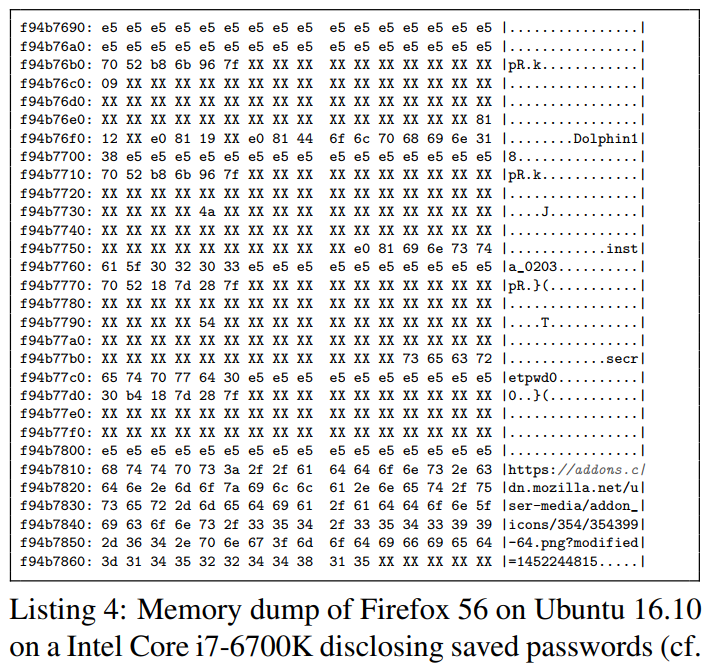 f94b7690: e5 e5 e5 e5 e5 e5 e5 e5 e5 e5 e5 e5 e5 e5 e5 e5 |................|
f94b76a0: e5 e5 e5 e5 e5 e5 e5 e5 e5 e5 e5 e5 e5 e5 e5 e5 |................|
f94b76b0: 70 52 b8 6b 96 7f XX XX XX XX XX XX XX XX XX XX |pR.k............|
f94b76c0: 09 XX XX XX XX XX XX XX XX XX XX XX XX XX XX XX |................|
f94b76d0: XX XX XX XX XX XX XX XX XX XX XX XX XX XX XX XX |................|
f94b76e0: XX XX XX XX XX XX XX XX XX XX XX XX XX XX XX 81 |................|
f94b76f0: 12 XX e0 81 19 XX e0 81 44 6f 6c 70 68 69 6e 31 |........Dolphin1|
f94b7700: 38 e5 e5 e5 e5 e5 e5 e5 e5 e5 e5 e5 e5 e5 e5 e5 |8...............|
f94b7710: 70 52 b8 6b 96 7f XX XX XX XX XX XX XX XX XX XX |pR.k............|
f94b7720: XX XX XX XX XX XX XX XX XX XX XX XX XX XX XX XX |................|
f94b7730: XX XX XX XX 4a XX XX XX XX XX XX XX XX XX XX XX |....J...........|
f94b7740: XX XX XX XX XX XX XX XX XX XX XX XX XX XX XX XX |................|
f94b7750: XX XX XX XX XX XX XX XX XX XX e0 81 69 6e 73 74 |............inst|
f94b7760: 61 5f 30 32 30 33 e5 e5 e5 e5 e5 e5 e5 e5 e5 e5 |a_0203..........|
f94b7770: 70 52 18 7d 28 7f XX XX XX XX XX XX XX XX XX XX |pR.}(...........|
f94b7780: XX XX XX XX XX XX XX XX XX XX XX XX XX XX XX XX |................|
f94b7790: XX XX XX XX 54 XX XX XX XX XX XX XX XX XX XX XX |....T...........|
f94b77a0: XX XX XX XX XX XX XX XX XX XX XX XX XX XX XX XX |................|
f94b77b0: XX XX XX XX XX XX XX XX XX XX XX XX 73 65 63 72 |............secr|
f94b77c0: 65 74 70 77 64 30 e5 e5 e5 e5 e5 e5 e5 e5 e5 e5 |etpwd0..........|
f94b77d0: 30 b4 18 7d 28 7f XX XX XX XX XX XX XX XX XX XX |0..}(...........|
f94b77e0: XX XX XX XX XX XX XX XX XX XX XX XX XX XX XX XX |................|
f94b77f0: XX XX XX XX XX XX XX XX XX XX XX XX XX XX XX XX |................|
f94b7800: e5 e5 e5 e5 e5 e5 e5 e5 e5 e5 e5 e5 e5 e5 e5 e5 |................|
f94b7810: 68 74 74 70 73 3a 2f 2f 61 64 64 6f 6e 73 2e 63 |https://addons.c|
f94b7820: 64 6e 2e 6d 6f 7a 69 6c 6c 61 2e 6e 65 74 2f 75 |dn.mozilla.net/u|
f94b7830: 73 65 72 2d 6d 65 64 69 61 2f 61 64 64 6f 6e 5f |ser-media/addon_|
f94b7840: 69 63 6f 6e 73 2f 33 35 34 2f 33 35 34 33 39 39 |icons/354/354399|
f94b7850: 2d 36 34 2e 70 6e 67 3f 6d 6f 64 69 66 69 65 64 |-64.png?modified|
f94b7860: 3d 31 34 35 32 32 34 34 38 31 35 XX XX XX XX XX |=1452244815.....|
Listing 4: Memory dump of Firefox 56 on Ubuntu 16.10
on a Intel Core i7-6700K disclosing saved passwords (cf.